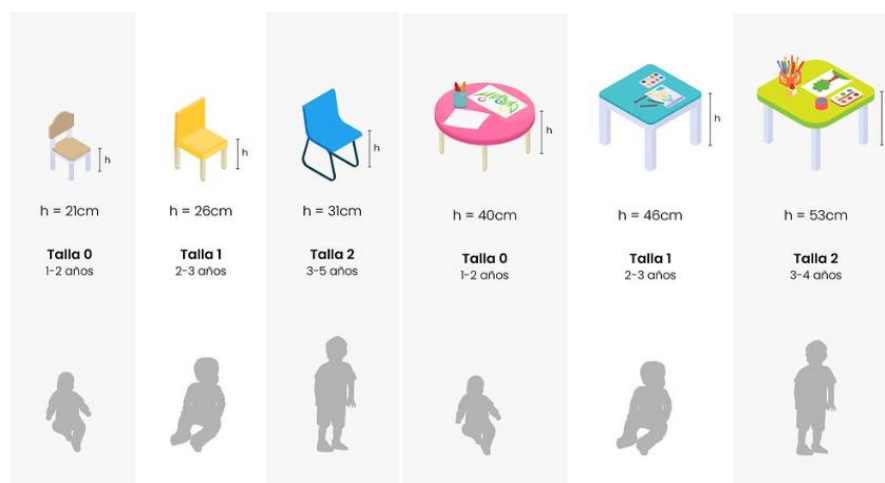 h
h = 21cm
Talla 0
1-2 años
h
h = 26cm
Talla 1
2-3 años
h
h = 31cm
Talla 2
3-5 años
h
h = 40cm
Talla 0
1-2 años
h
h = 46cm
Talla 1
2-3 años
h = 53cm
Talla 2
3-4 años